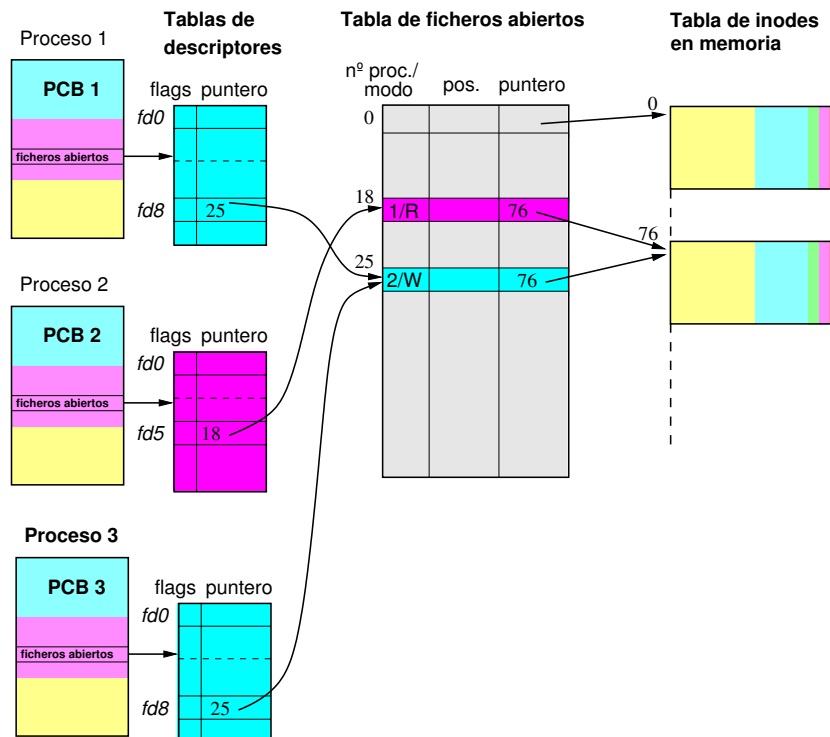 Tablas de
descriptores
Tabla de ficheros abiertos
Tabla de inodes
en memoria
Proceso 1
PCB 1
ficheros abiertos
flags puntero
fd0
fd8
25
nº proc./
modo
pos.
puntero
0
18
1/R
76
25
2/W
76
0
76
Proceso 2
PCB 2
ficheros abiertos
flags puntero
fd0
fd5
18
Proceso 3
PCB 3
ficheros abiertos
flags puntero
fd0
fd8
25